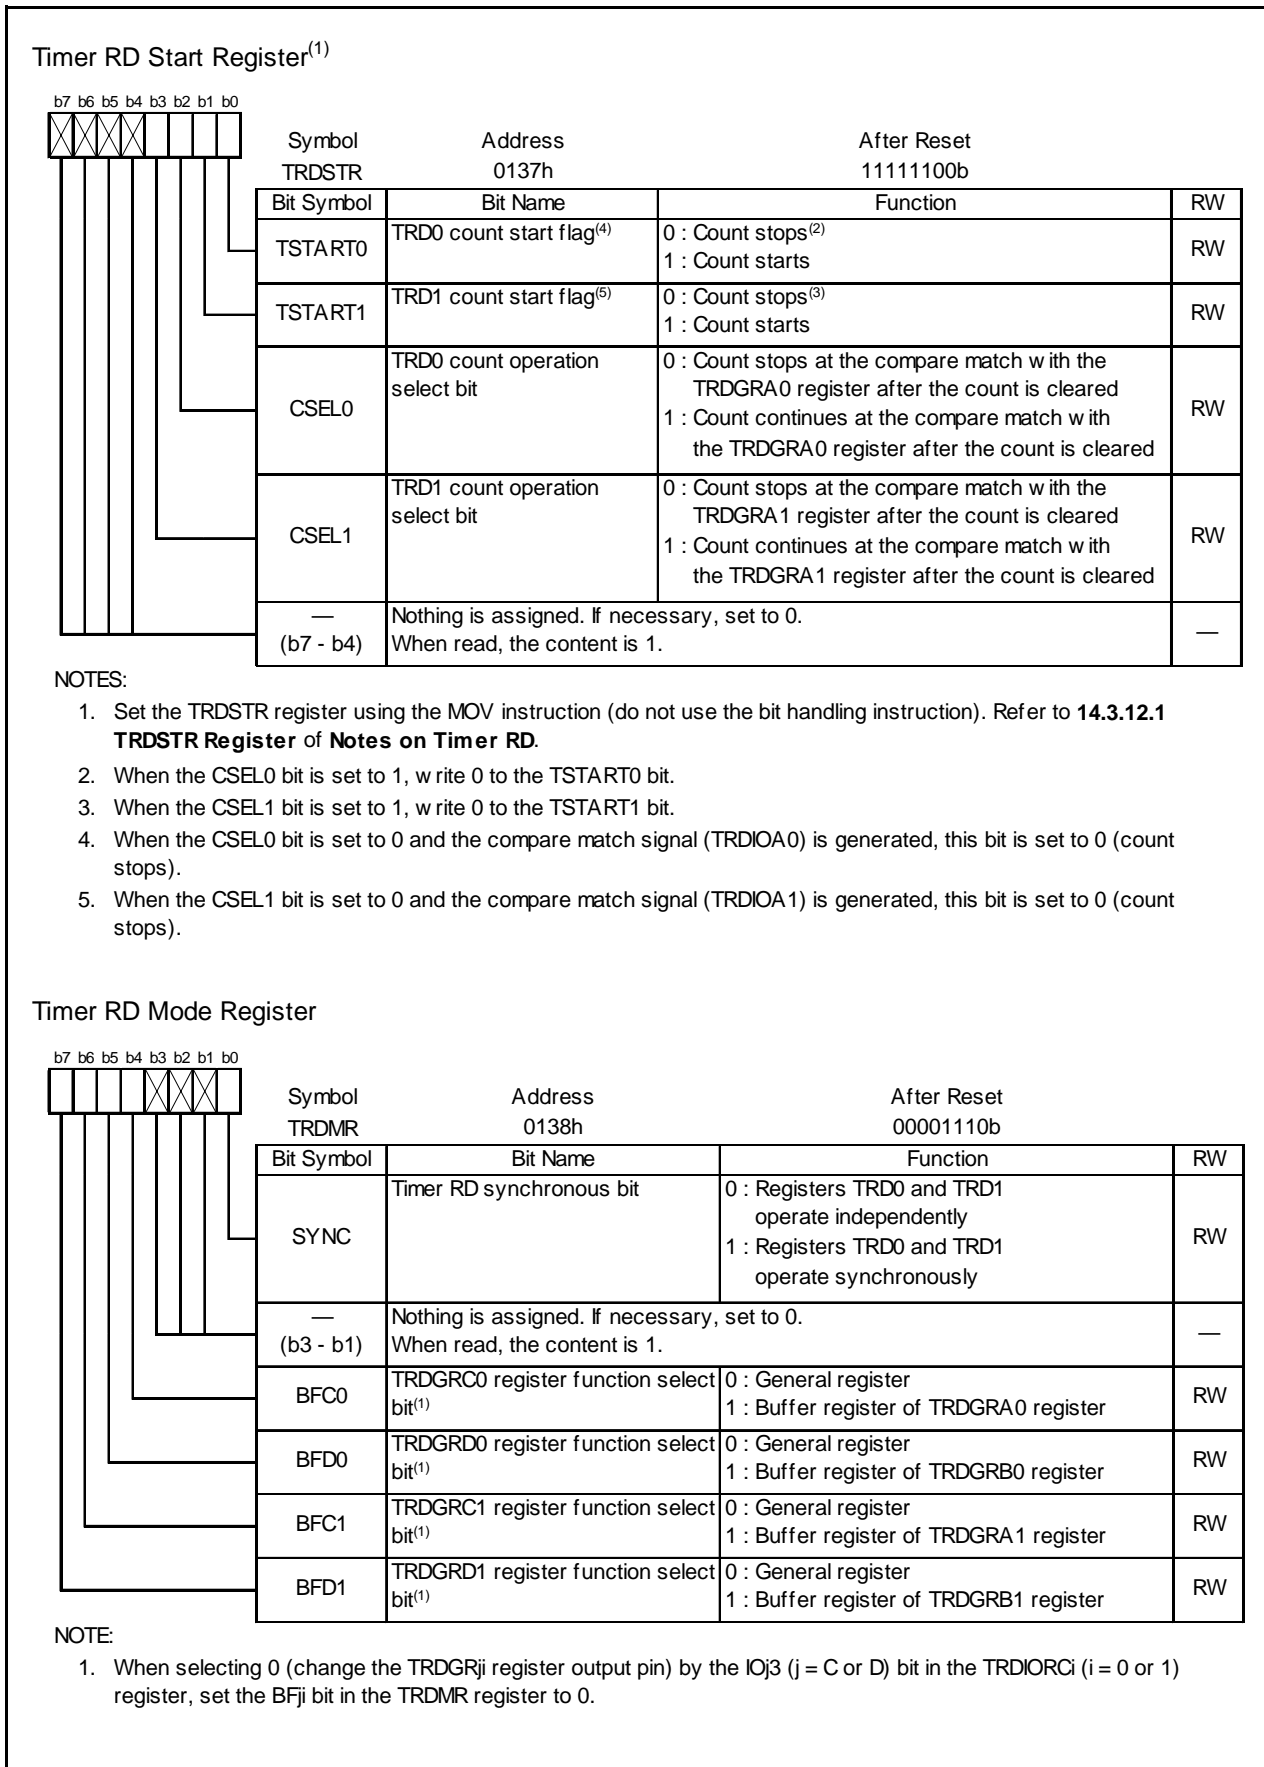 Timer RD Start Register(1)
b7 b6 b5 b4 b3 b2 b1 b0
Symbol Address After Reset
TRDSTR 0137h 11111100b
Bit Symbol Bit Name Function RW
TSTART0 TRD0 count start flag(4) 0 : Count stops(2) RW
1 : Count starts
TSTART1 TRD1 count start flag(5) 0 : Count stops(3) RW
1 : Count starts
CSEL0 TRD0 count operation 0 : Count stops at the compare match with the RW
select bit TRDGRA0 register after the count is cleared
1 : Count continues at the compare match with
the TRDGRA0 register after the count is cleared
CSEL1 TRD1 count operation 0 : Count stops at the compare match with the RW
select bit TRDGRA1 register after the count is cleared
1 : Count continues at the compare match with
the TRDGRA1 register after the count is cleared
— Nothing is assigned. If necessary, set to 0. —
(b7 - b4) When read, the content is 1.
NOTES:
1. Set the TRDSTR register using the MOV instruction (do not use the bit handling instruction). Refer to 14.3.12.1
TRDSTR Register of Notes on Timer RD.
2. When the CSEL0 bit is set to 1, write 0 to the TSTART0 bit.
3. When the CSEL1 bit is set to 1, write 0 to the TSTART1 bit.
4. When the CSEL0 bit is set to 0 and the compare match signal (TRDIOA0) is generated, this bit is set to 0 (count
stops).
5. When the CSEL1 bit is set to 0 and the compare match signal (TRDIOA1) is generated, this bit is set to 0 (count
stops).
Timer RD Mode Register
b7 b6 b5 b4 b3 b2 b1 b0
Symbol Address After Reset
TRDMR 0138h 00001110b
Bit Symbol Bit Name Function RW
SYNC Timer RD synchronous bit 0 : Registers TRD0 and TRD1 RW
operate independently
1 : Registers TRD0 and TRD1
operate synchronously
— Nothing is assigned. If necessary, set to 0. —
(b3 - b1) When read, the content is 1.
BFC0 TRDGRC0 register function select 0 : General register RW
bit(1) 1 : Buffer register of TRDGRA0 register
BFD0 TRDGRD0 register function select 0 : General register RW
bit(1) 1 : Buffer register of TRDGRB0 register
BFC1 TRDGRC1 register function select 0 : General register RW
bit(1) 1 : Buffer register of TRDGRA1 register
BFD1 TRDGRD1 register function select 0 : General register RW
bit(1) 1 : Buffer register of TRDGRB1 register
NOTE:
1. When selecting 0 (change the TRDGRji register output pin) by the IOj3 (j = C or D) bit in the TRDIORCi (i = 0 or 1)
register, set the BFji bit in the TRDMR register to 0.